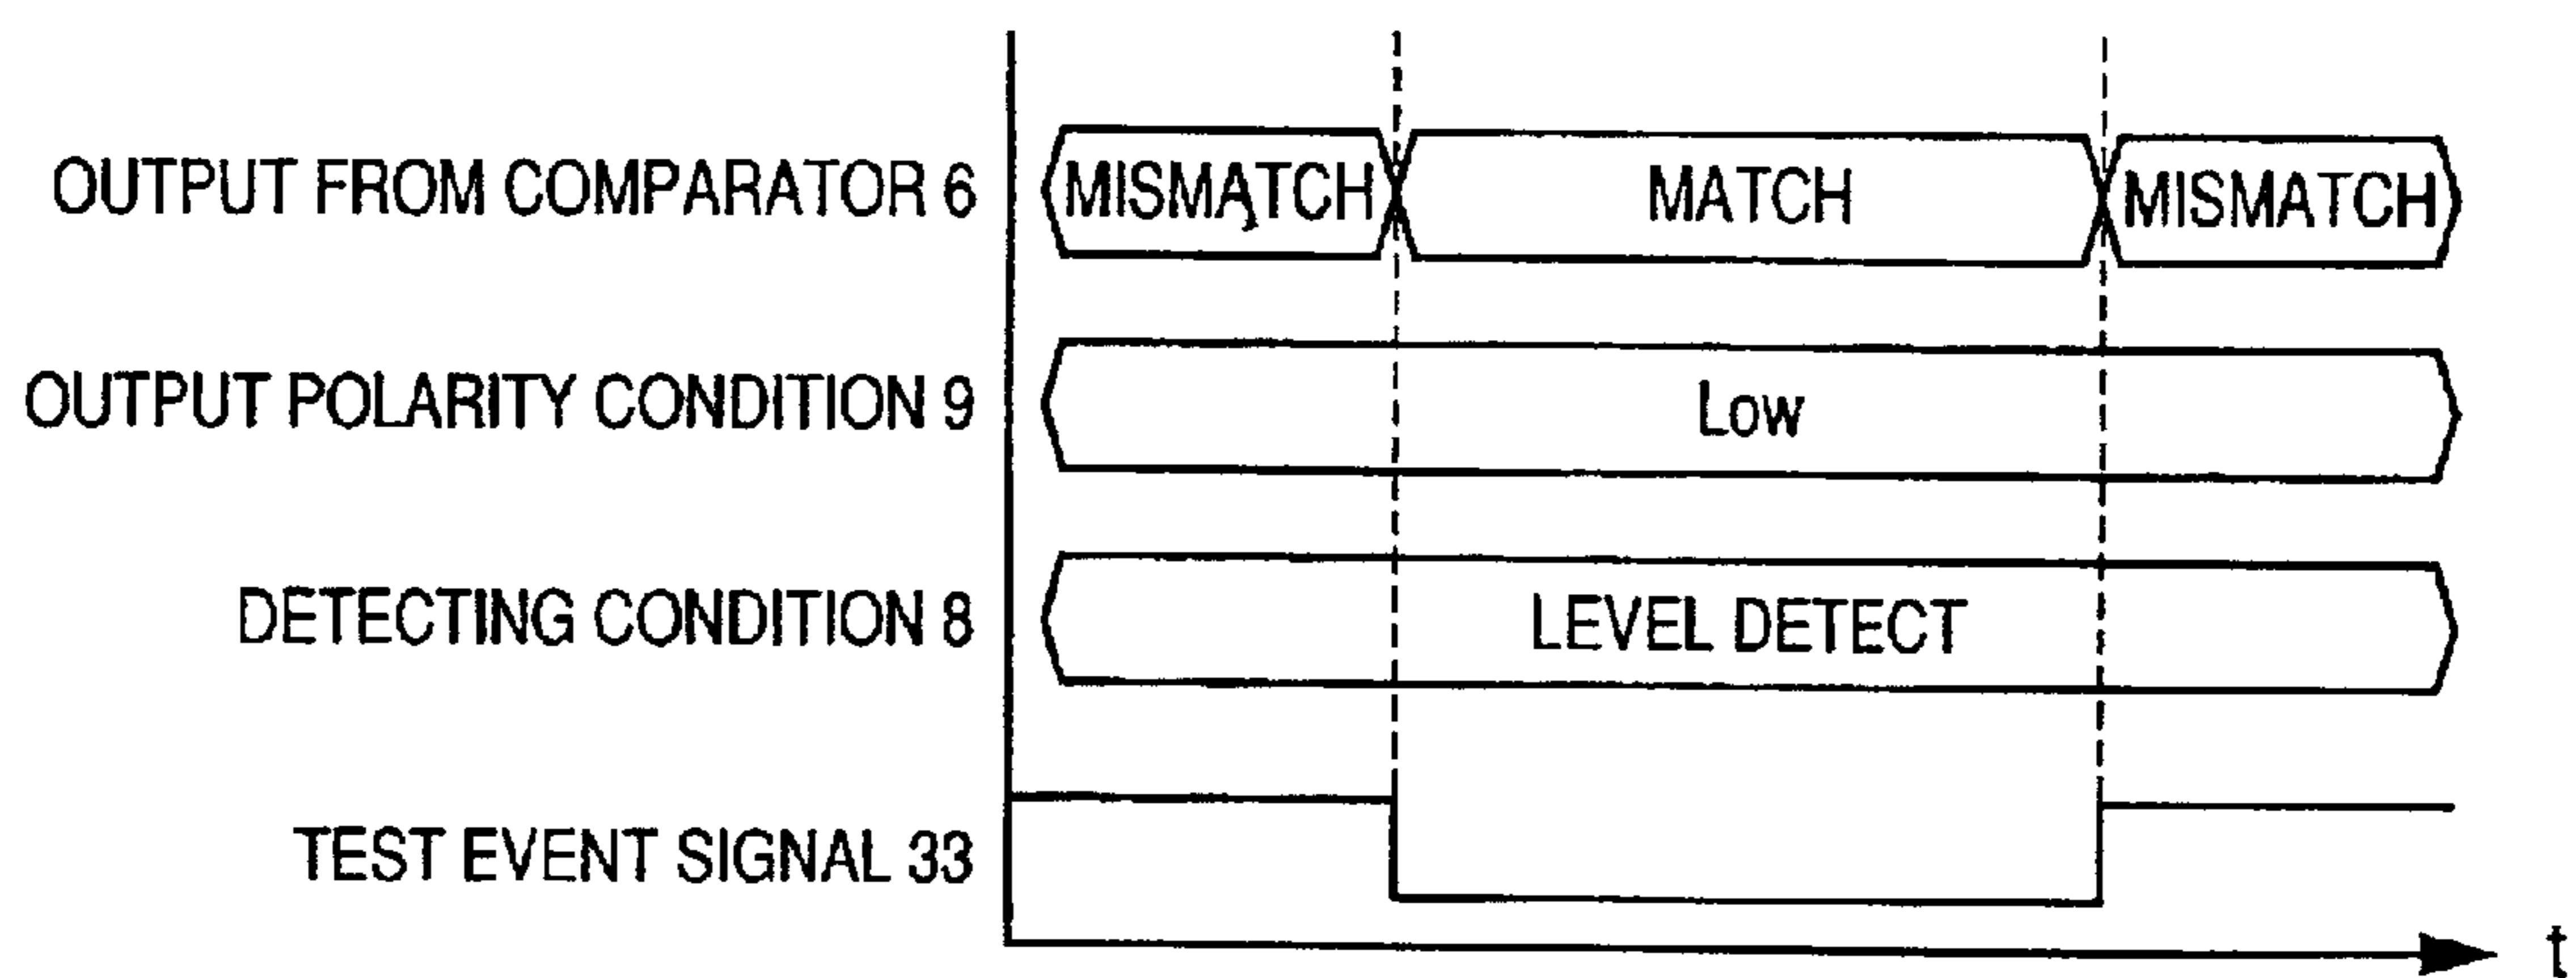 OUTPUT FROM COMPARATOR 6 MISMATCH MATCH MISMATCH
OUTPUT POLARITY CONDITION 9 Low
DETECTING CONDITION 8 LEVEL DETECT
TEST EVENT SIGNAL 33
t